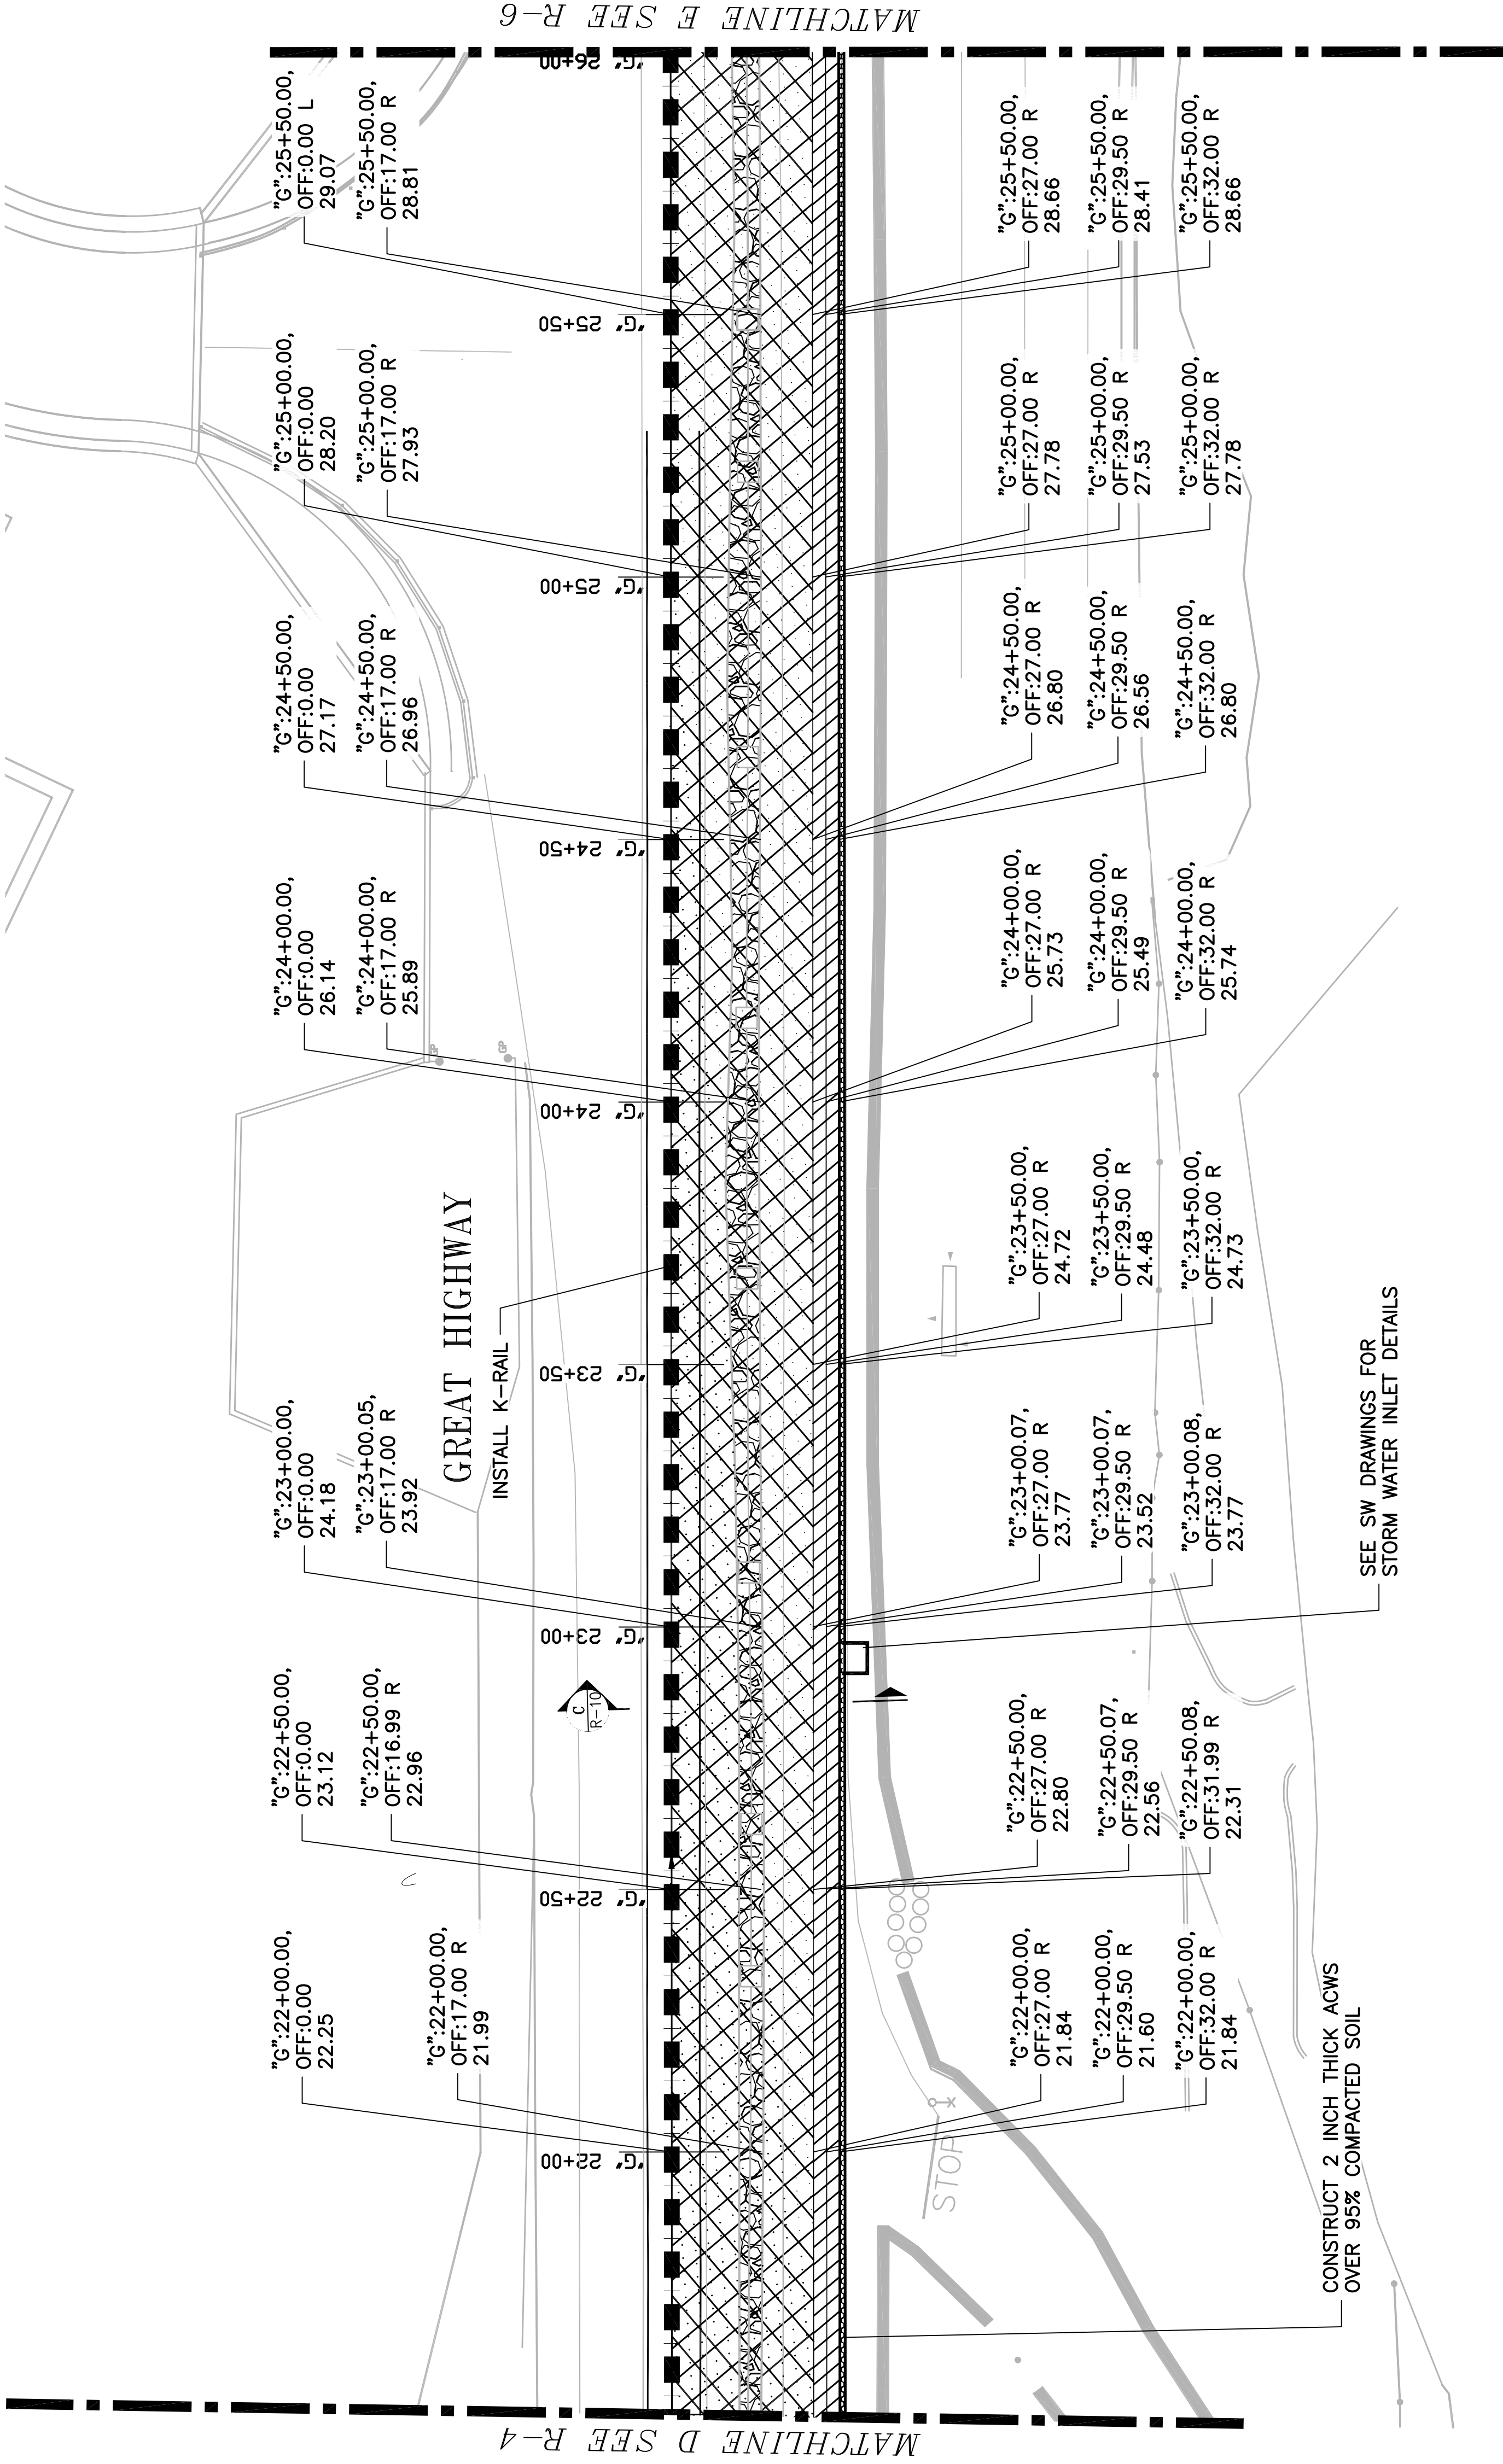 MATCHLINE E SEE R-6
"G":25+50.00,
OFF:0.00 L
29.07
"G":25+50.00,
OFF:17.00 R
28.81
"G":25+00.00,
OFF:0.00
28.20
"G":25+00.00,
OFF:17.00 R
27.93
"G":24+50.00,
OFF:0.00
27.17
"G":24+50.00,
OFF:17.00 R
26.96
"G":24+00.00,
OFF:0.00
26.14
"G":24+00.00,
OFF:17.00 R
25.89
"G":23+00.00,
OFF:0.00
24.18
"G":23+00.05,
OFF:17.00 R
23.92
"G":22+50.00,
OFF:0.00
23.12
"G":22+50.00,
OFF:16.99 R
22.96
"G":22+00.00,
OFF:0.00
22.25
"G":22+00.00,
OFF:17.00 R
21.99
GP
GP
GREAT HIGHWAY
INSTALL K-RAIL
C
R-10
"G" 26+00
"G" 25+50
"G" 25+00
"G" 24+50
"G" 24+00
"G" 23+50
"G" 23+00
"G" 22+50
"G" 22+00
"G":25+50.00,
OFF:27.00 R
28.66
"G":25+50.00,
OFF:29.50 R
28.41
"G":25+50.00,
OFF:32.00 R
28.66
"G":25+00.00,
OFF:27.00 R
27.78
"G":25+00.00,
OFF:29.50 R
27.53
"G":25+00.00,
OFF:32.00 R
27.78
"G":24+50.00,
OFF:27.00 R
26.80
"G":24+50.00,
OFF:29.50 R
26.56
"G":24+50.00,
OFF:32.00 R
26.80
"G":24+00.00,
OFF:27.00 R
25.73
"G":24+00.00,
OFF:29.50 R
25.49
"G":24+00.00,
OFF:32.00 R
25.74
"G":23+50.00,
OFF:27.00 R
24.72
"G":23+50.00,
OFF:29.50 R
24.48
"G":23+50.00,
OFF:32.00 R
24.73
"G":23+00.07,
OFF:27.00 R
23.77
"G":23+00.07,
OFF:29.50 R
23.52
"G":23+00.08,
OFF:32.00 R
23.77
"G":22+50.00,
OFF:27.00 R
22.80
"G":22+50.07,
OFF:29.50 R
22.56
"G":22+50.08,
OFF:31.99 R
22.31
"G":22+00.00,
OFF:27.00 R
21.84
"G":22+00.00,
OFF:29.50 R
21.60
"G":22+00.00,
OFF:32.00 R
21.84
STOP
SEE SW DRAWINGS FOR
STORM WATER INLET DETAILS
CONSTRUCT 2 INCH THICK ACWS
OVER 95% COMPACTED SOIL
MATCHLINE D SEE R-4